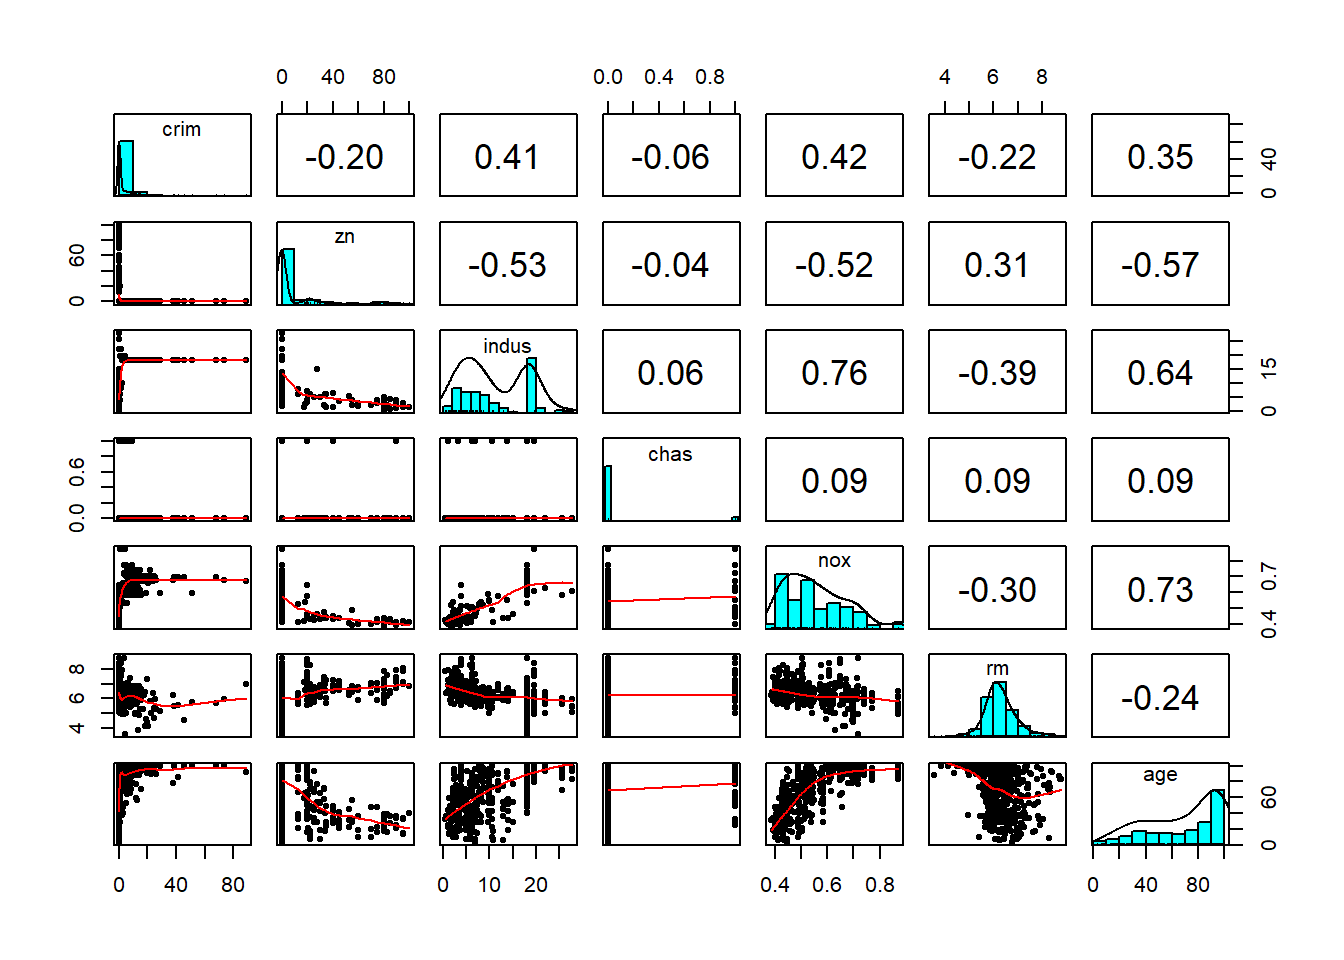 0 40 80 0.0 0.4 0.8 4 6 8
crim -0.20 0.41 -0.06 0.42 -0.22 0.35 0 40
0 60 zn -0.53 -0.04 -0.52 0.31 -0.57
indus 0.06 0.76 -0.39 0.64 0 15
0.0 0.6 chas 0.09 0.09 0.09
nox -0.30 0.73 0.4 0.7
4 6 8 rm -0.24
age 0 60
0 40 80 0 10 20 0.4 0.6 0.8 0 40 80